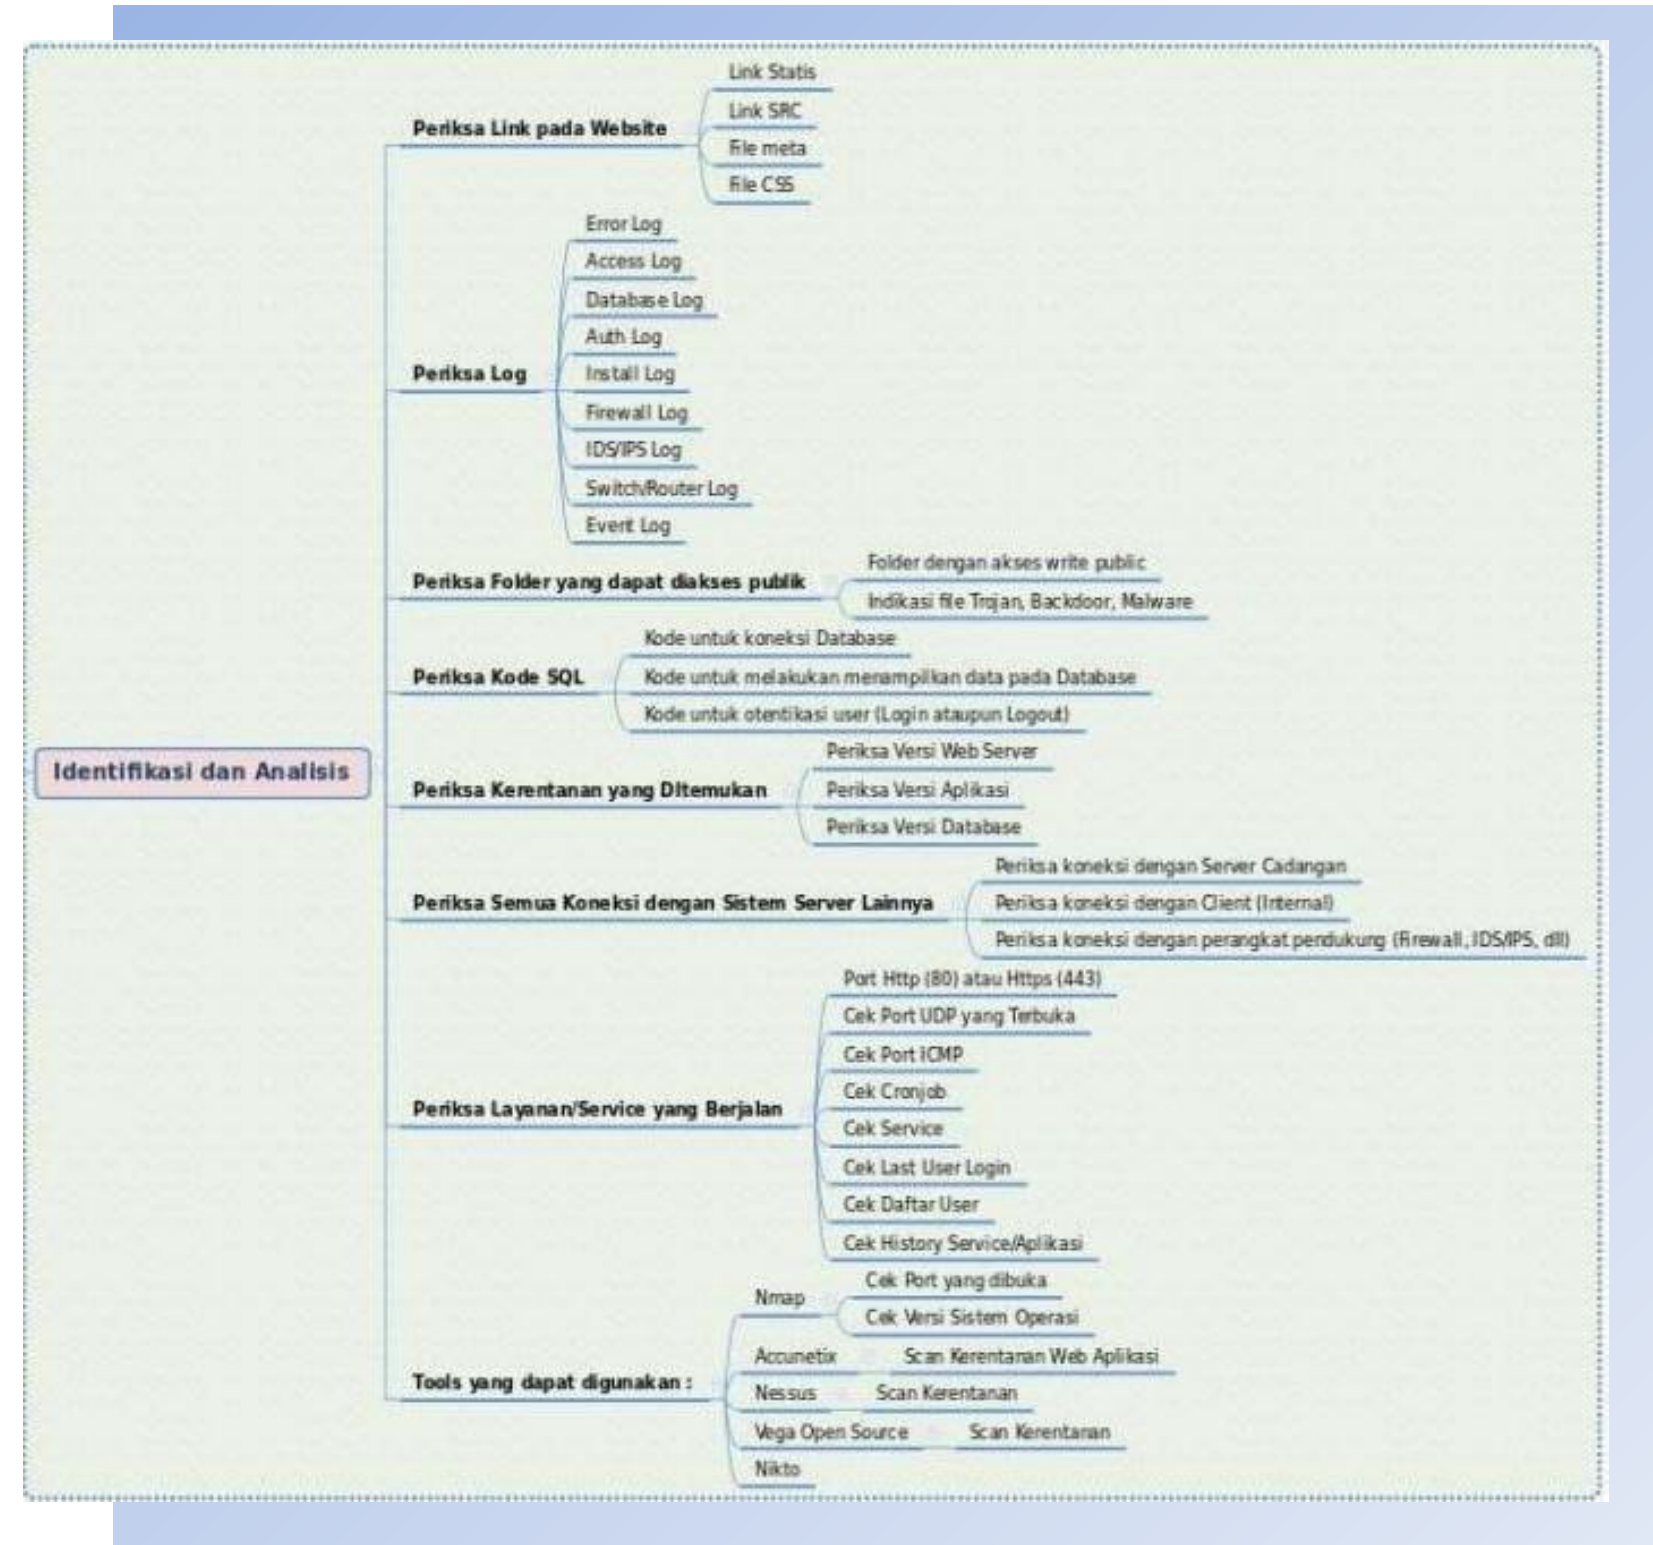 Identifikasi dan Analisis
Periksa Link pada Website
Link Statis
Link SRC
File meta
File CSS
Periksa Log
Error Log
Access Log
Database Log
Auth Log
Install Log
Firewall Log
IDS/IPS Log
Switch/Router Log
Event Log
Periksa Folder yang dapat diakses publik
Folder dengan akses write public
Indikasi file Trojan, Backdoor, Malware
Periksa Kode SQL
Kode untuk koneksi Database
Kode untuk melakukan menampilkan data pada Database
Kode untuk otentikasi user (Login ataupun Logout)
Periksa Kerentanan yang DItemukan
Periksa Versi Web Server
Periksa Versi Aplikasi
Periksa Versi Database
Periksa Semua Koneksi dengan Sistem Server Lainnya
Periksa koneksi dengan Server Cadangan
Periksa koneksi dengan Client (Internal)
Periksa koneksi dengan perangkat pendukung (Firewall, IDS/IPS, dll)
Periksa Layanan/Service yang Berjalan
Port Http (80) atau Https (443)
Cek Port UDP yang Terbuka
Cek Port ICMP
Cek Cronjob
Cek Service
Cek Last User Login
Cek Daftar User
Cek History Service/Aplikasi
Tools yang dapat digunakan :
Nmap
Cek Port yang dibuka
Cek Versi Sistem Operasi
Accunetix
Scan Kerentanan Web Aplikasi
Nessus
Scan Kerentanan
Vega Open Source
Scan Kerentanan
Nikto